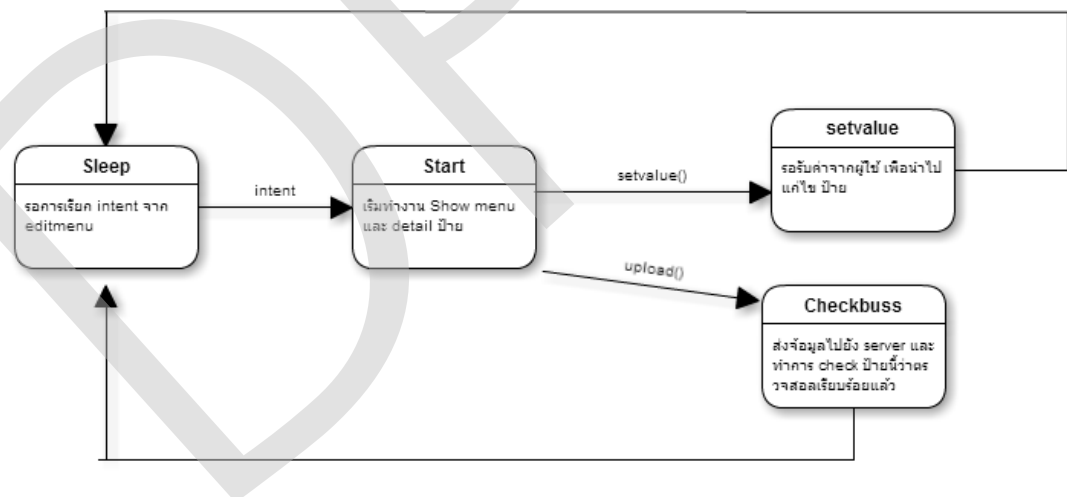 Sleep
รอการเรียก intent จาก
editmenu
intent
Start
เริ่มทำงาน Show menu
และ detail ป้าย
setvalue()
setvalue
รอรับค่าจากผู้ใช้ เพื่อนำไป
แก้ไข ป้าย
upload()
Checkbuss
ส่งข้อมูลไปยัง server และ
ทำการ check ป้ายนี้ว่าตร
วจสอลเรียบร้อยแล้ว